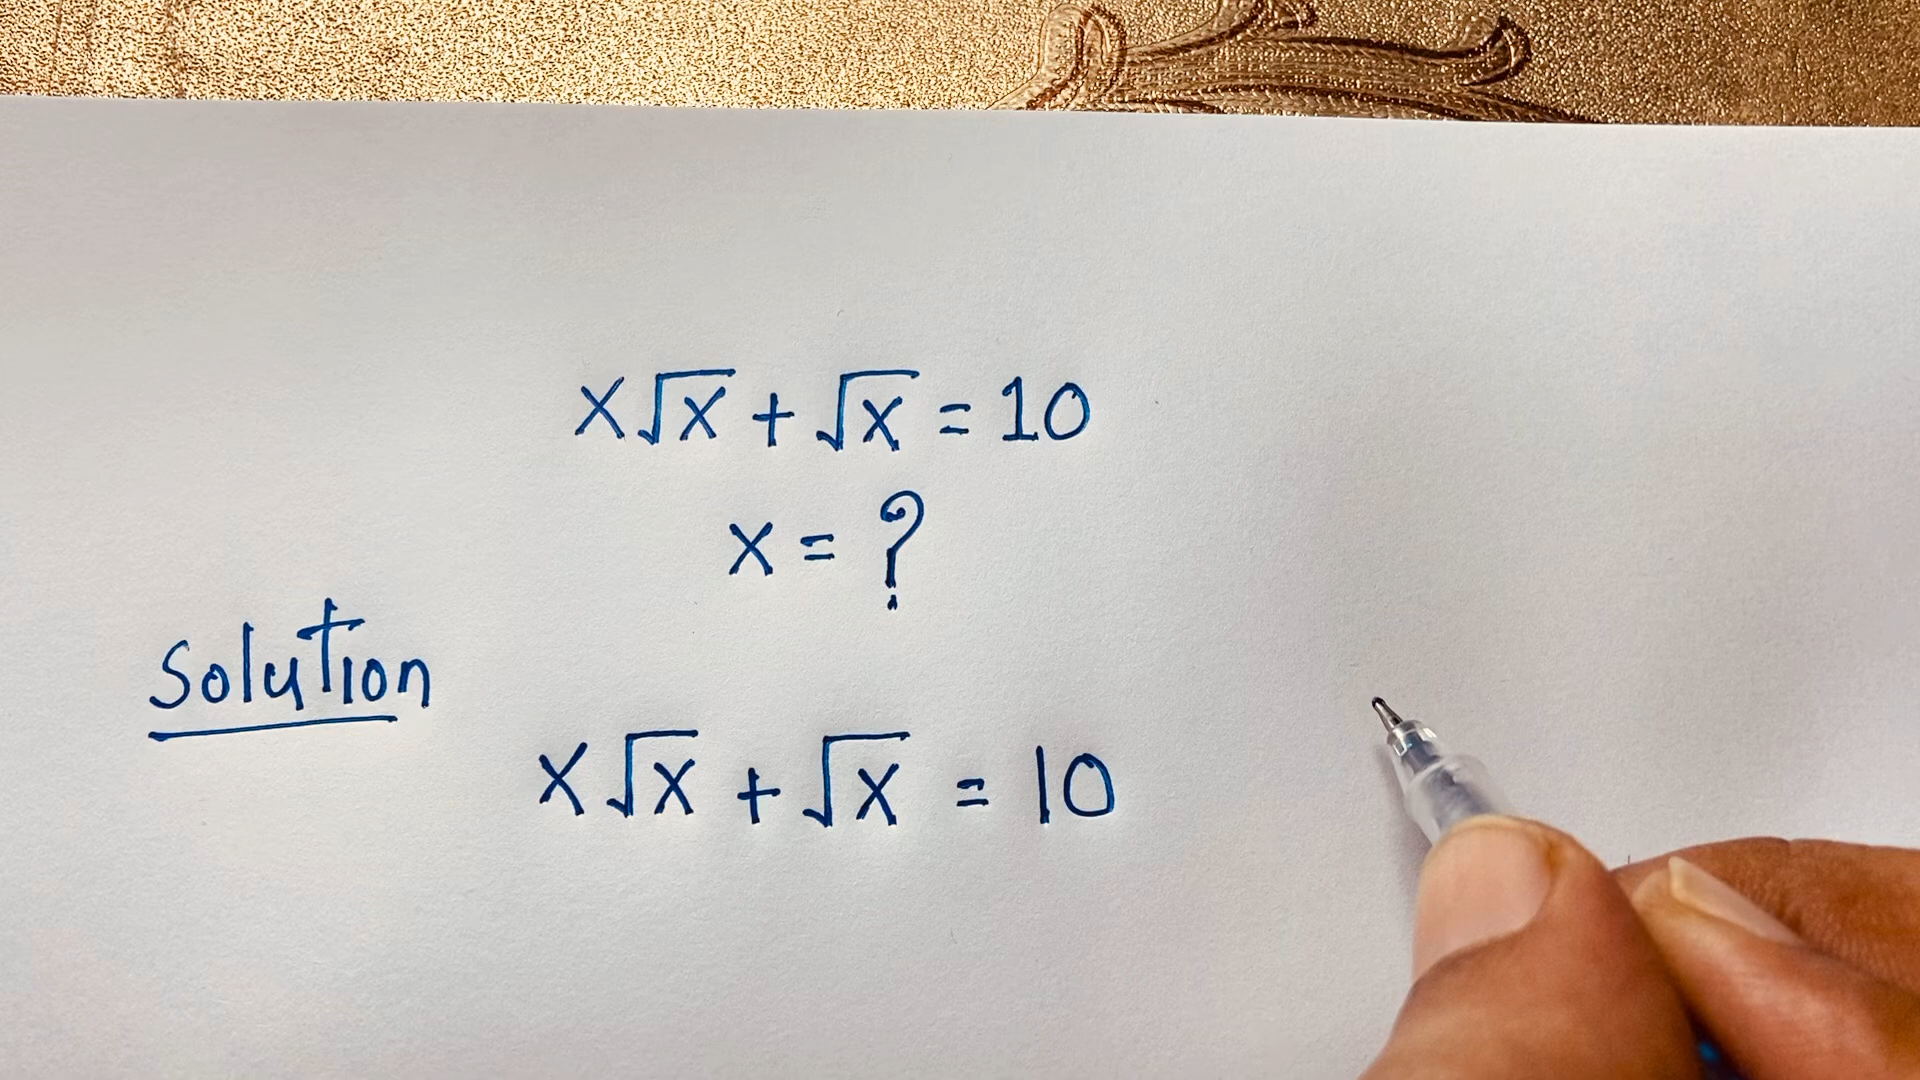 x√x + √x = 10
x = ?
Solution
x√x + √x = 10